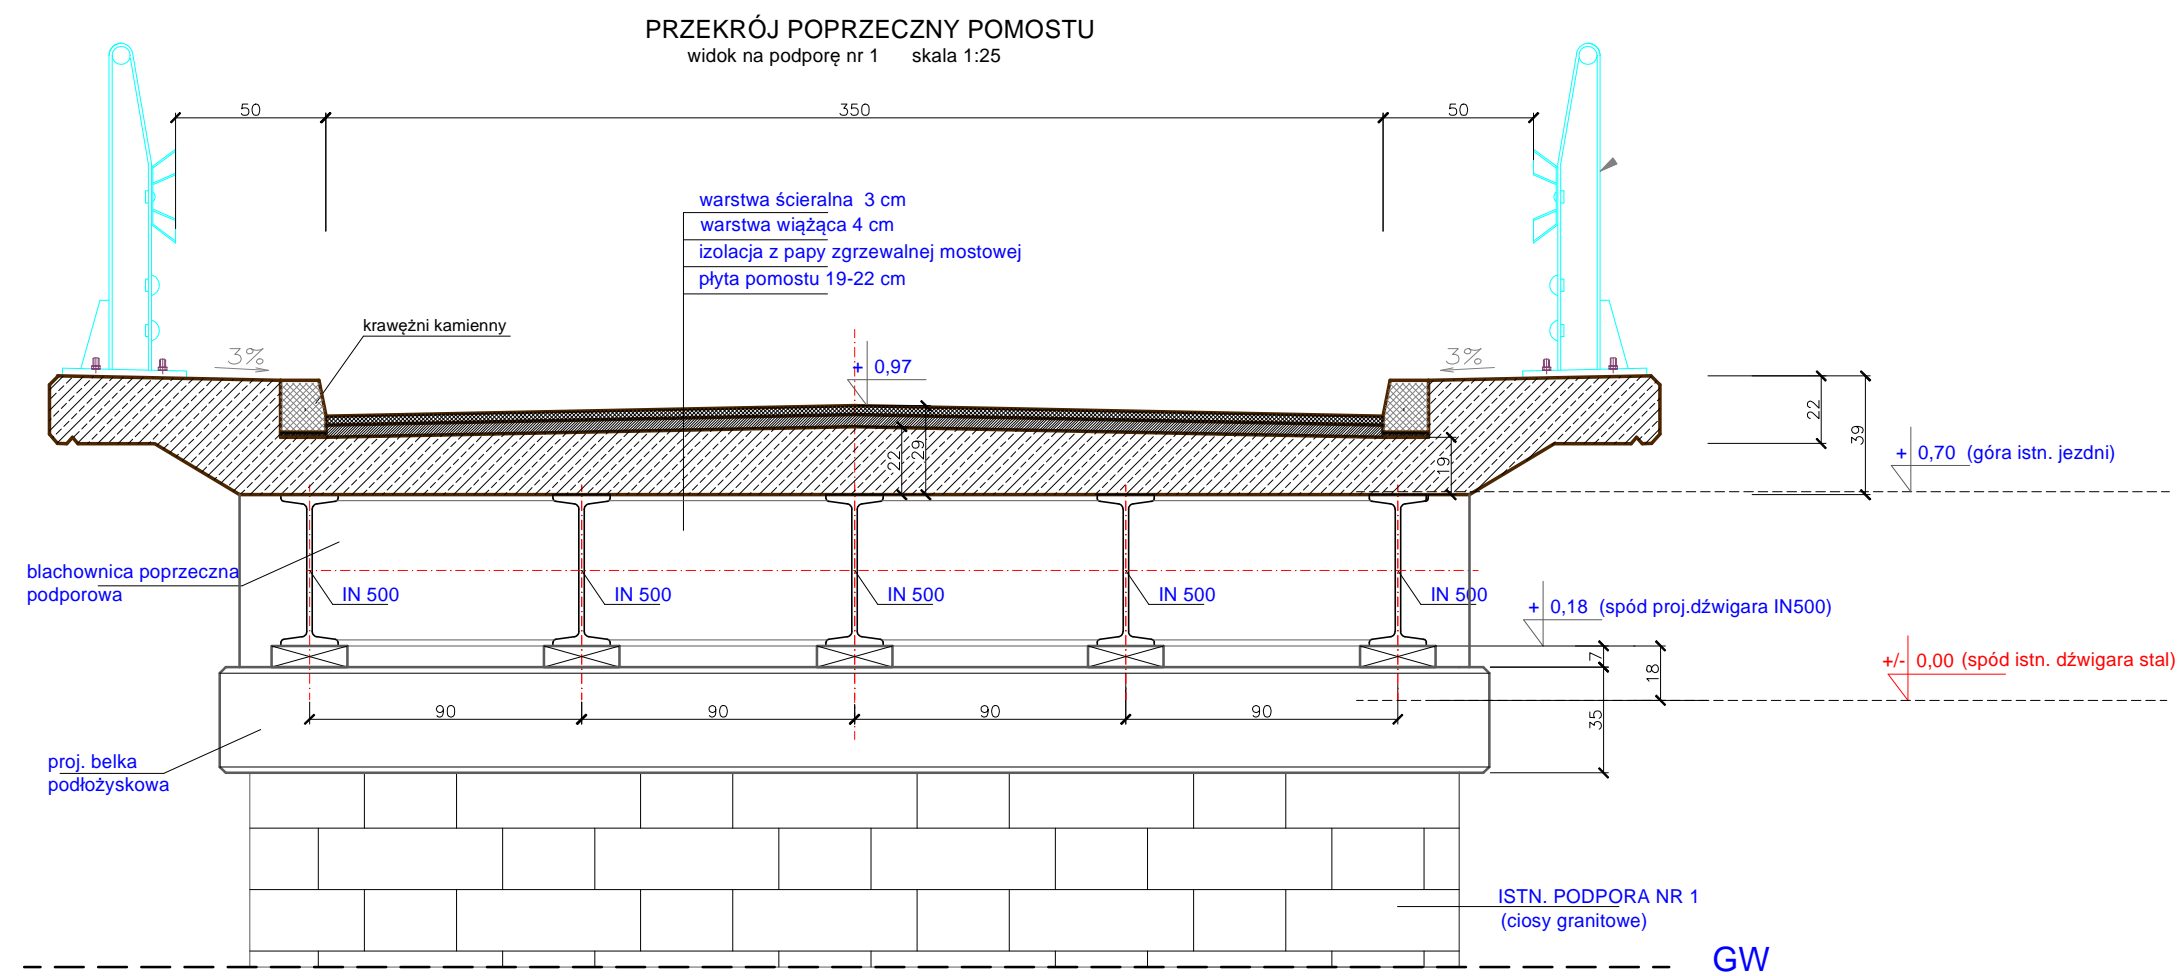 PRZEKRÓJ POPRZECZNY POMOSTU
widok na podporę nr 1 skala 1:25
50
350
50
warstwa ścieralna 3 cm
warstwa wiążąca 4 cm
izolacja z papy zgrzewalnej mostowej
płyta pomostu 19-22 cm
krawężni kamienny
3%
3%
+ 0,97
22
29
19
22
39
+ 0,70 (góra istn. jezdni)
blachownica poprzeczna
podporowa
IN 500
IN 500
IN 500
IN 500
IN 500
+ 0,18 (spód proj.dźwigara IN500)
7
18
35
+/- 0,00 (spód istn. dźwigara stal)
90
90
90
90
proj. belka
podłożyskowa
ISTN. PODPORA NR 1
(ciosy granitowe)
GW